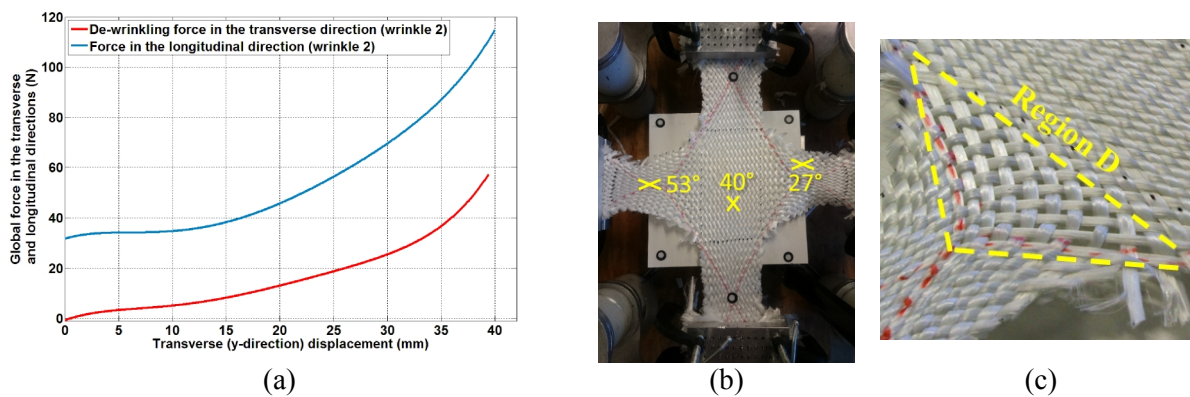 Global force in the transverse
and longitudinal directions (N)
120
100
80
60
40
20
0
De-wrinkling force in the transverse direction (wrinkle 2)
Force in the longitudinal direction (wrinkle 2)
0 5 10 15 20 25 30 35 40
Transverse (y-direction) displacement (mm)
(a)
53°
40°
27°
(b)
Region D
(c)